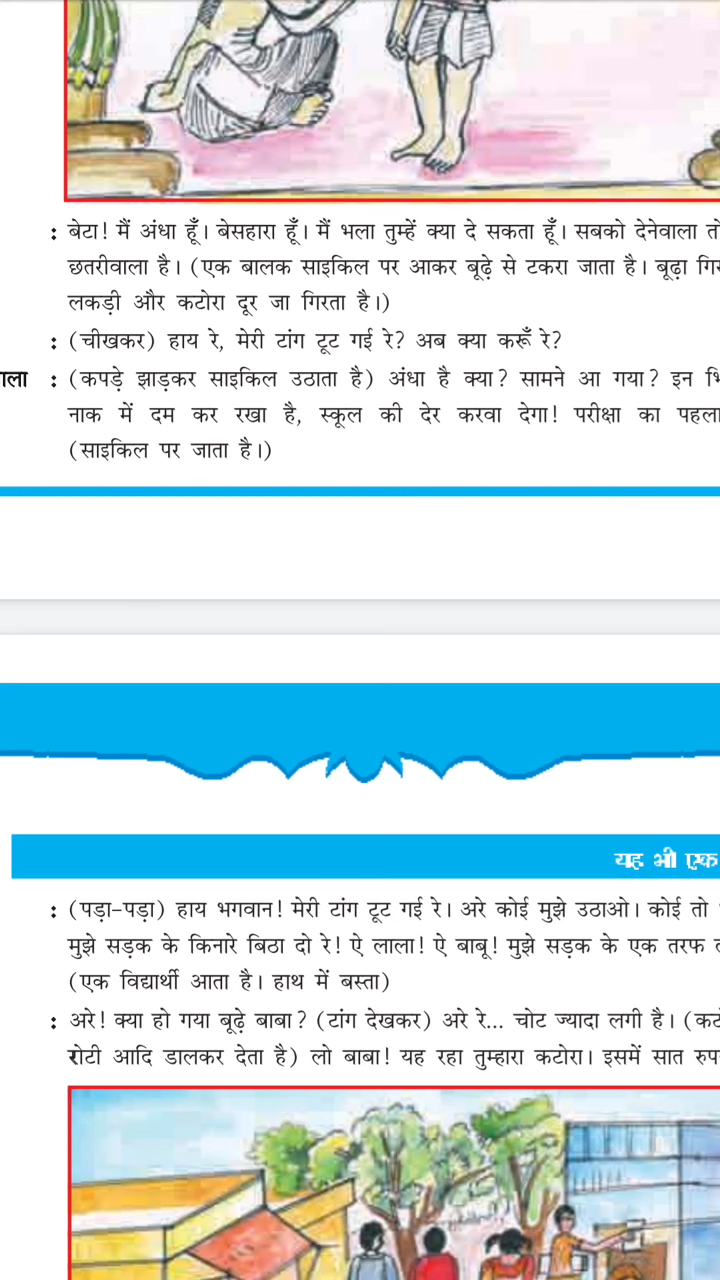 : बेटा! मैं अंधा हूँ। बेसहारा हूँ। मैं भला तुम्हें क्या दे सकता हूँ। सबको देनेवाला तो
छतरीवाला है। (एक बालक साइकिल पर आकर बूढ़े से टकरा जाता है। बूढ़ा
लकड़ी और कटोरा दूर जा गिरता है।)
: (चीखकर) हाय रे, मेरी टांग टूट गई रे? अब क्या करूँ रे?
: (कपड़े झाड़कर साइकिल उठाता है) अंधा है क्या? सामने आ गया? इन
नाक में दम कर रखा है, स्कूल की देर करवा देगा! परीक्षा का पहला
(साइकिल पर जाता है।)
यह भी एक
: (पड़ा-पड़ा) हाय भगवान! मेरी टांग टूट गई रे। अरे कोई मुझे उठाओ। कोई तो
मुझे सड़क के किनारे बिठा दो रे! ऐ लाला! ऐ बाबू! मुझे सड़क के एक तरफ
(एक विद्यार्थी आता है। हाथ में बस्ता)
: अरे! क्या हो गया बूढ़े बाबा? (टांग देखकर) अरे रे... चोट ज्यादा लगी है।
रोटी आदि डालकर देता है) लो बाबा! यह रहा तुम्हारा कटोरा। इसमें सात